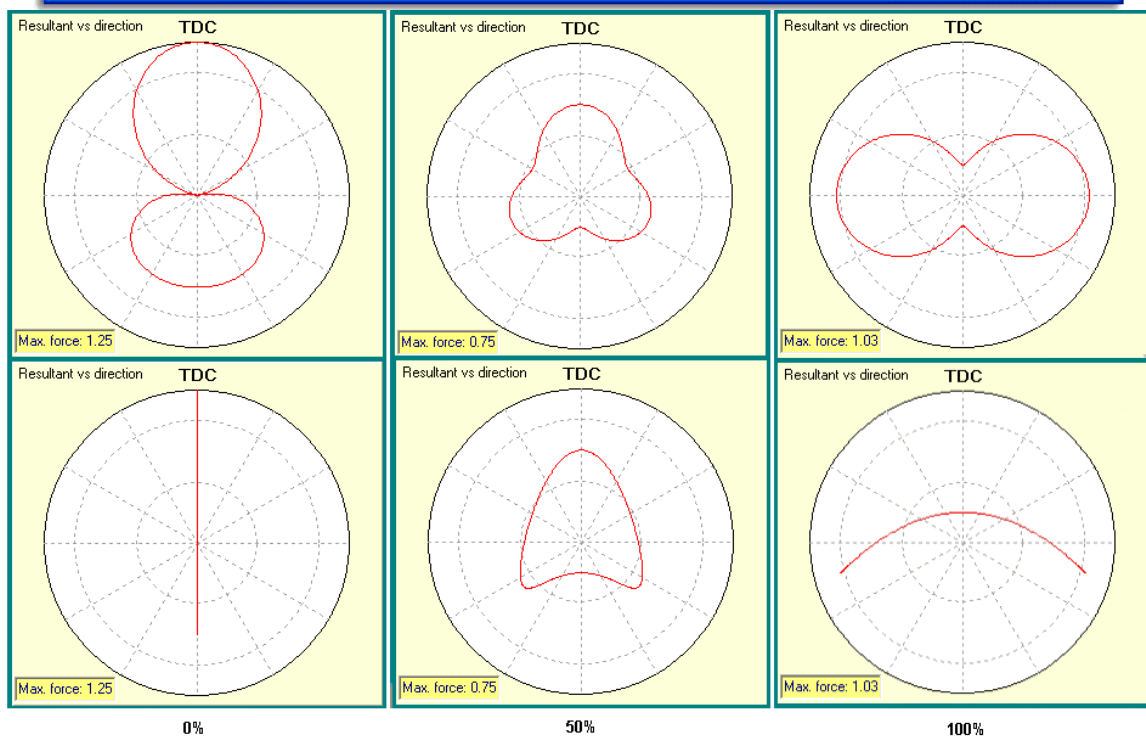 Resultant vs direction TDC
Max. force: 1.25
Resultant vs direction TDC
Max. force: 0.75
Resultant vs direction TDC
Max. force: 1.03
Resultant vs direction TDC
Max. force: 1.25
Resultant vs direction TDC
Max. force: 0.75
Resultant vs direction TDC
Max. force: 1.03
0% 50% 100%